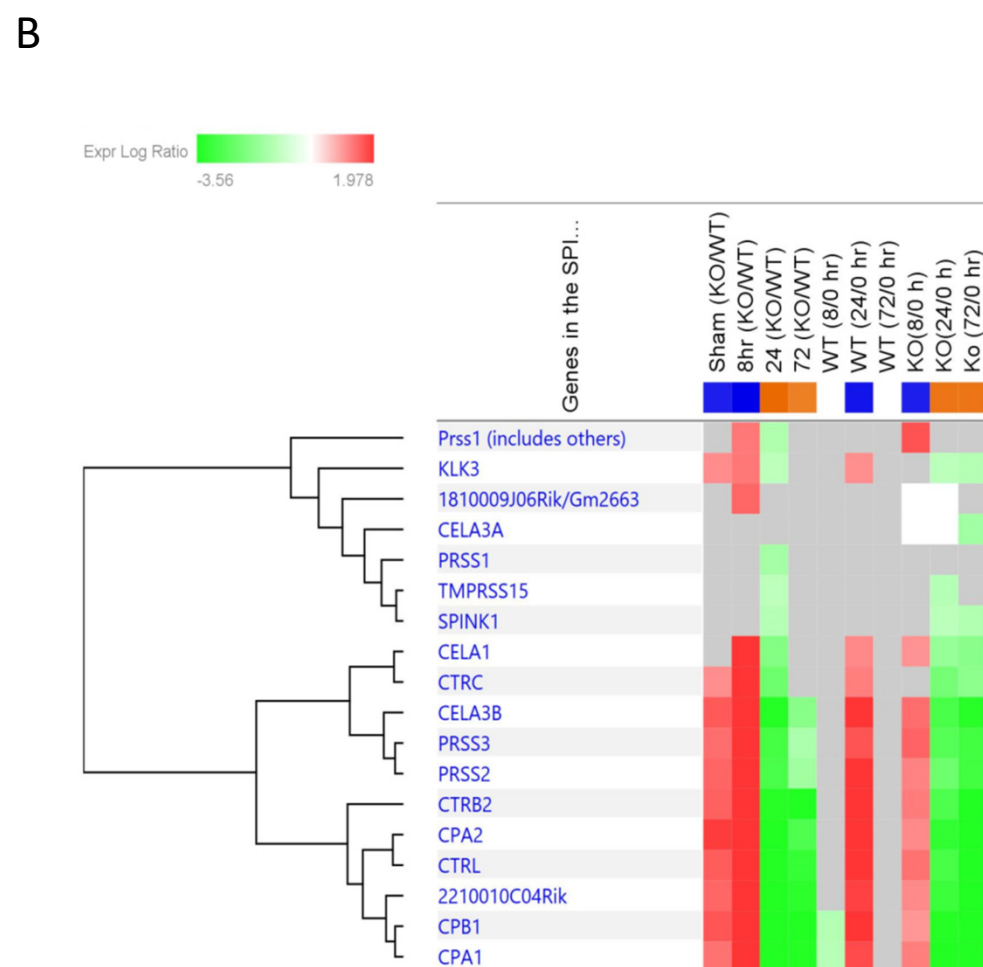 B
Expr Log Ratio
-3.56 1.978
Genes in the SPI...
Sham (KO/WT)
8hr (KO/WT)
24 (KO/WT)
72 (KO/WT)
WT (8/0 hr)
WT (24/0 hr)
WT (72/0 hr)
KO(8/0 h)
KO(24/0 h)
Ko (72/0 hr)
Prss1 (includes others)
KLK3
1810009J06Rik/Gm2663
CELA3A
PRSS1
TMPRSS15
SPINK1
CELA1
CTRC
CELA3B
PRSS3
PRSS2
CTRB2
CPA2
CTRL
2210010C04Rik
CPB1
CPA1